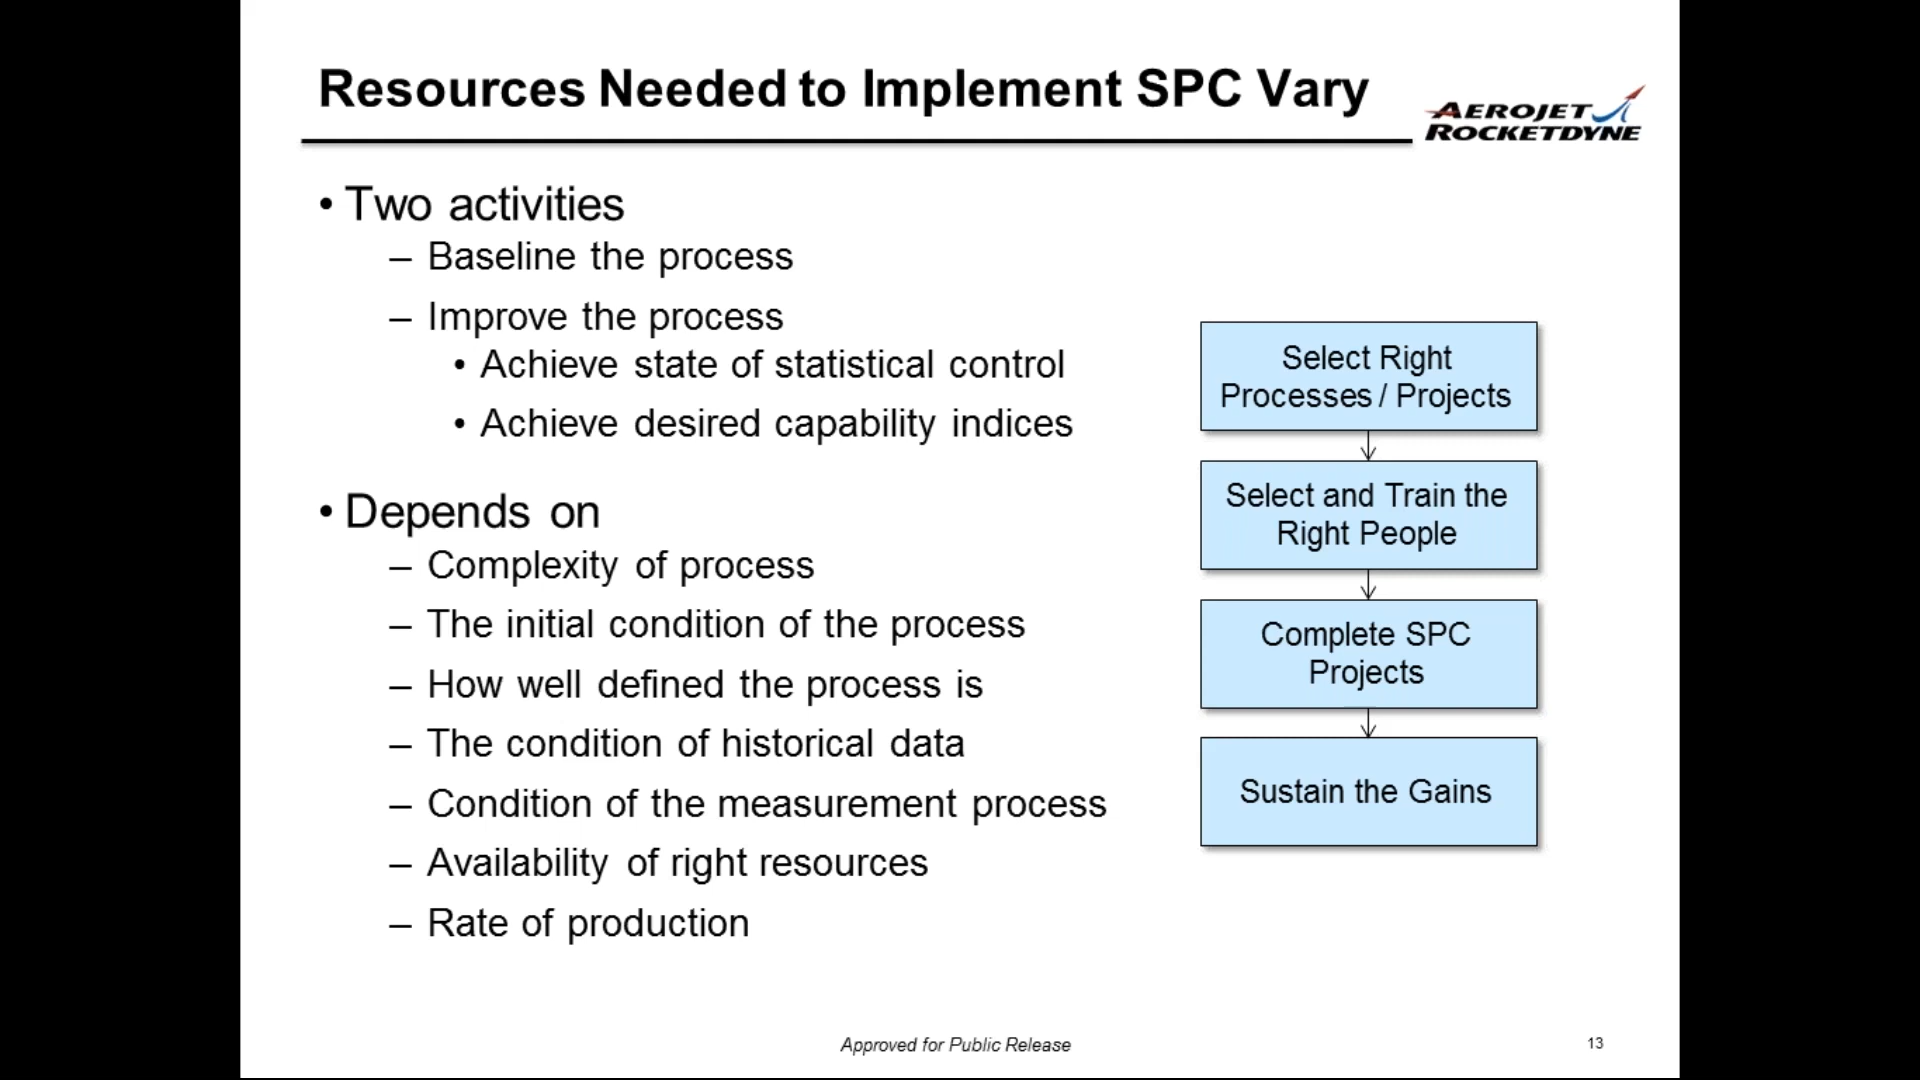 Resources Needed to Implement SPC Vary
AEROJET
ROCKETDYNE
• Two activities
– Baseline the process
– Improve the process
• Achieve state of statistical control
• Achieve desired capability indices
• Depends on
– Complexity of process
– The initial condition of the process
– How well defined the process is
– The condition of historical data
– Condition of the measurement process
– Availability of right resources
– Rate of production
Select Right
Processes / Projects
Select and Train the
Right People
Complete SPC
Projects
Sustain the Gains
Approved for Public Release
13